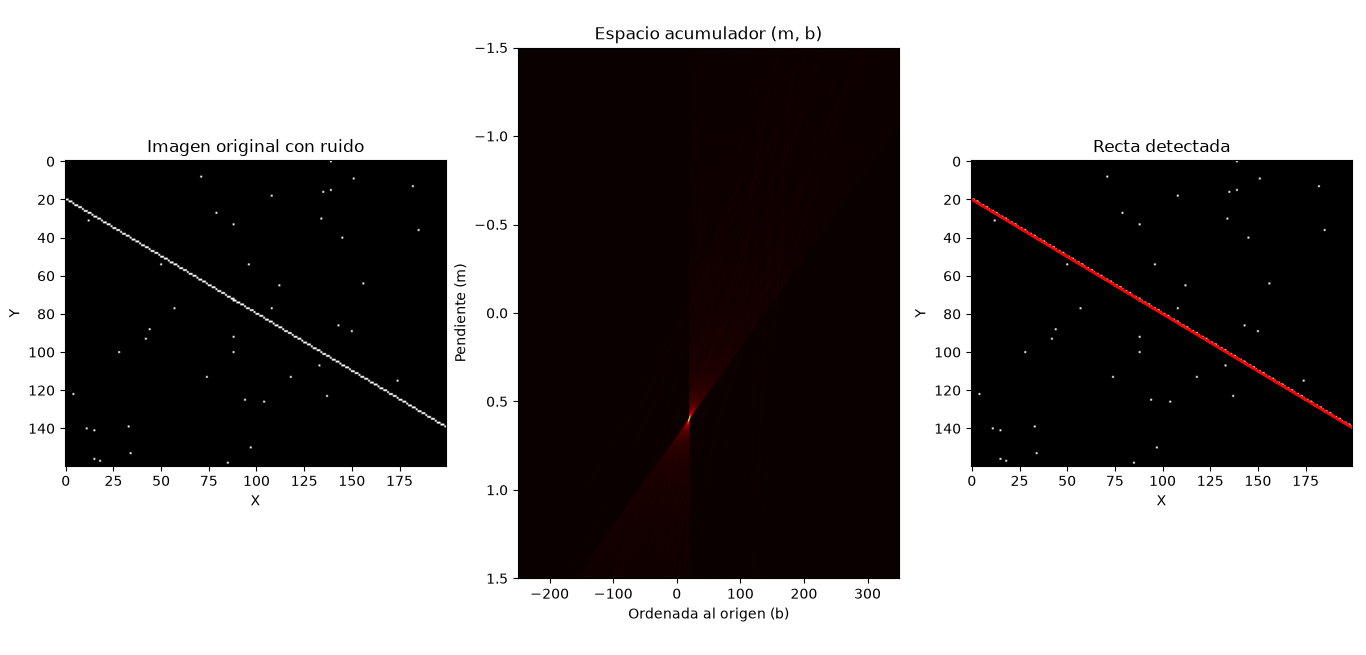 Imagen original con ruido
0
20
40
60
80
100
120
140
Y
0 25 50 75 100 125 150 175
X
Espacio acumulador (m, b)
−1.5
−1.0
−0.5
0.0
0.5
1.0
1.5
Pendiente (m)
−200 −100 0 100 200 300
Ordenada al origen (b)
Recta detectada
0
20
40
60
80
100
120
140
Y
0 25 50 75 100 125 150 175
X